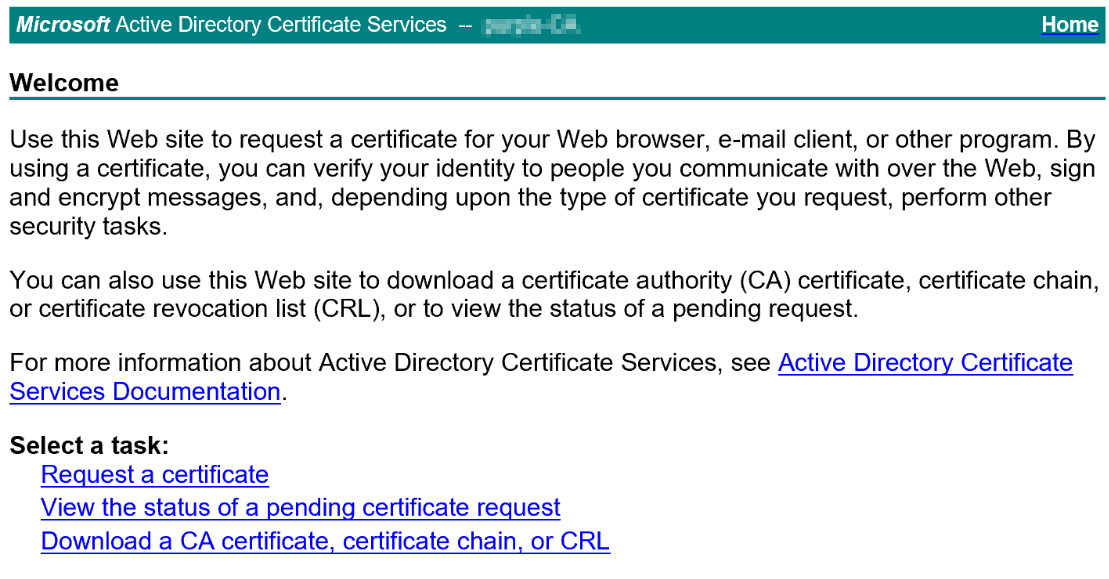 Microsoft Active Directory Certificate Services -- Home
Welcome
Use this Web site to request a certificate for your Web browser, e-mail client, or other program. By
using a certificate, you can verify your identity to people you communicate with over the Web, sign
and encrypt messages, and, depending upon the type of certificate you request, perform other
security tasks.
You can also use this Web site to download a certificate authority (CA) certificate, certificate chain,
or certificate revocation list (CRL), or to view the status of a pending request.
For more information about Active Directory Certificate Services, see Active Directory Certificate
Services Documentation.
Select a task:
Request a certificate
View the status of a pending certificate request
Download a CA certificate, certificate chain, or CRL